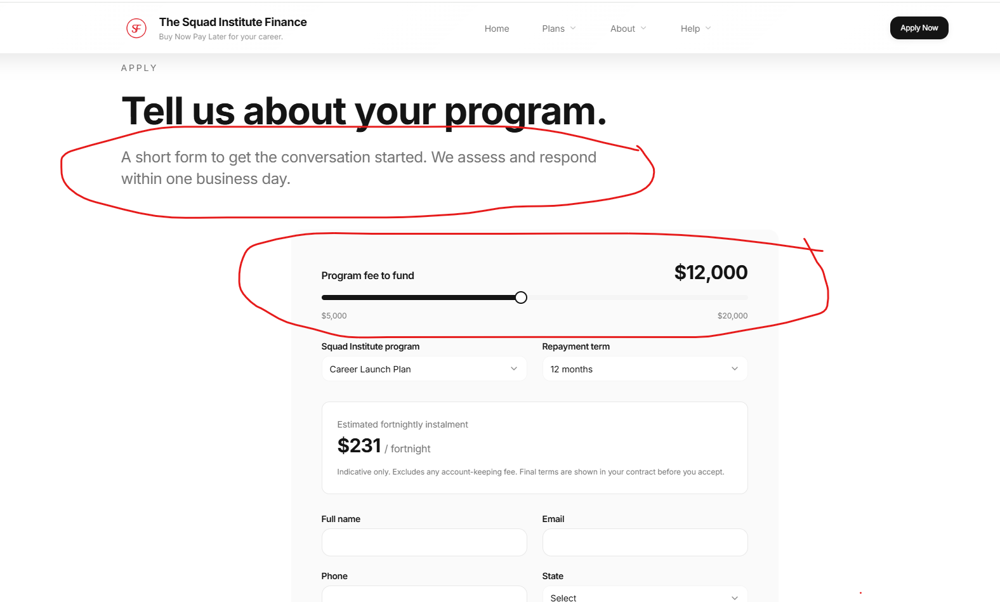 SF
The Squad Institute Finance
Buy Now Pay Later for your career.
Home
Plans
About
Help
Apply Now
APPLY
Tell us about your program.
A short form to get the conversation started. We assess and respond
within one business day.
Program fee to fund
$12,000
$5,000
$20,000
Squad Institute program
Repayment term
Career Launch Plan
12 months
Estimated fortnightly instalment
$231 / fortnight
Indicative only. Excludes any account-keeping fee. Final terms are shown in your contract before you accept.
Full name
Email
Phone
State
Select